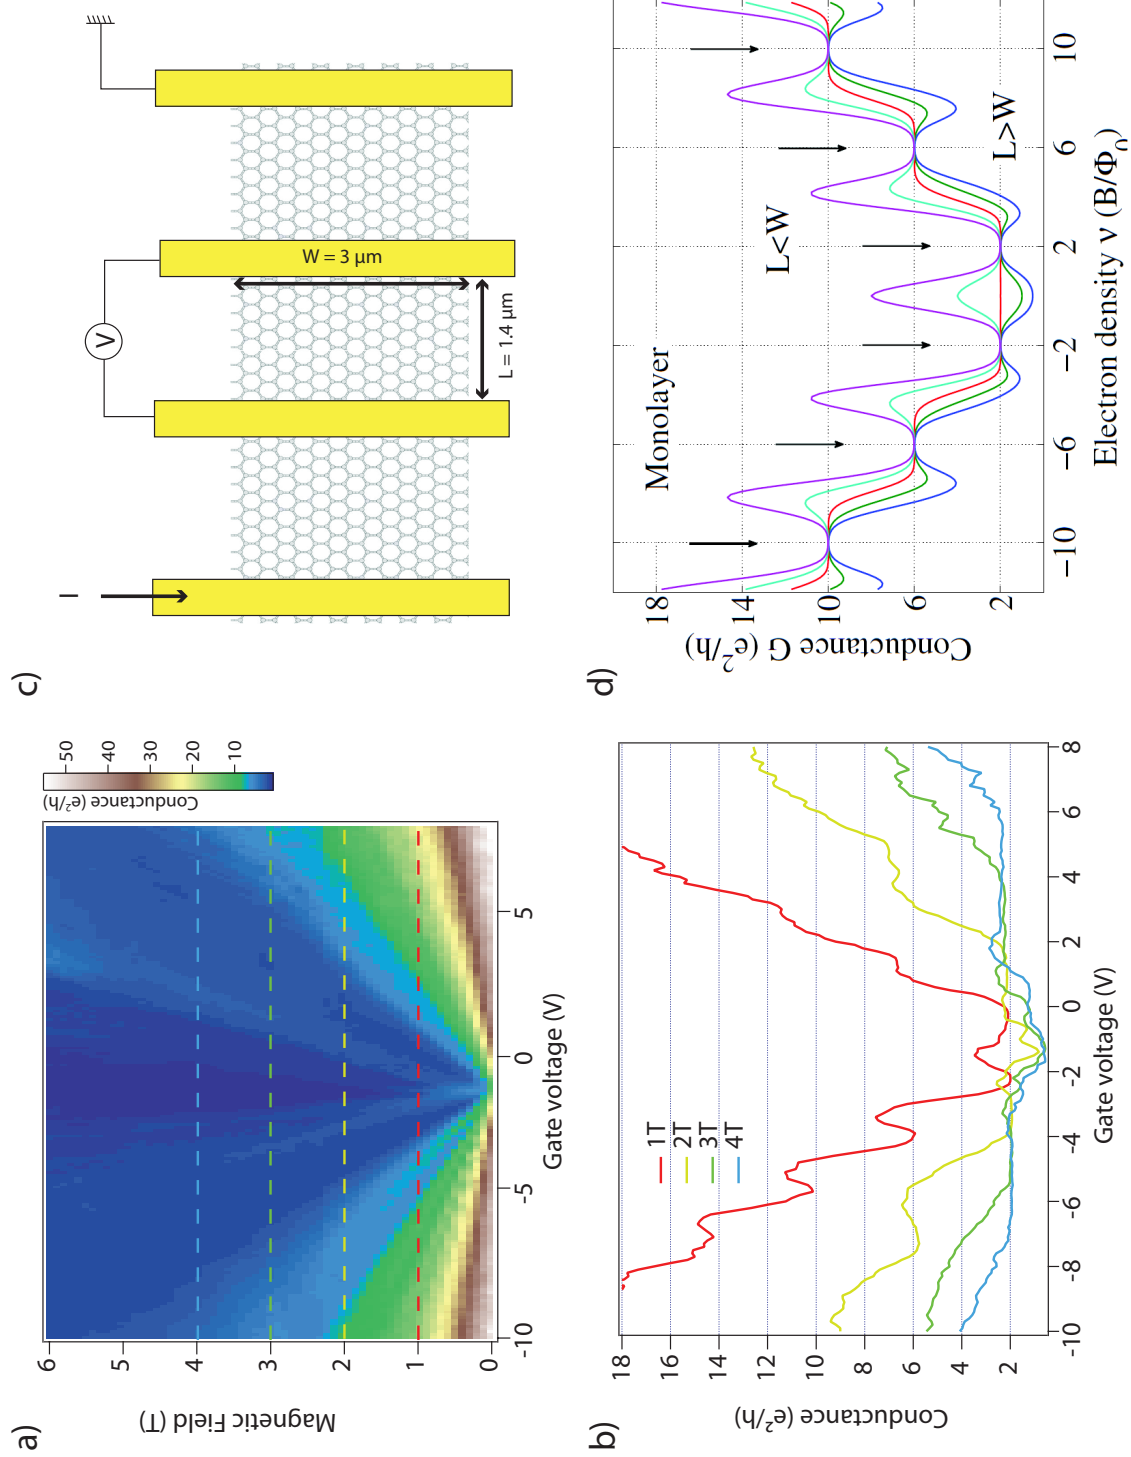 a)
Magnetic Field (T)
6
5
4
3
2
1
0
-10
-5
0
5
Gate voltage (V)
Conductance (e²/h)
50
40
30
20
10
b)
Conductance (e²/h)
18
16
14
12
10
8
6
4
2
-10
-8
-6
-4
-2
0
2
4
6
8
Gate voltage (V)
1T
2T
3T
4T
c)
I
V
W = 3 µm
L = 1.4 µm
d)
Conductance G (e²/h)
18
14
10
6
2
Monolayer
L<W
L>W
−10
−6
−2
2
6
10
Electron density ν (B/Φ₀)